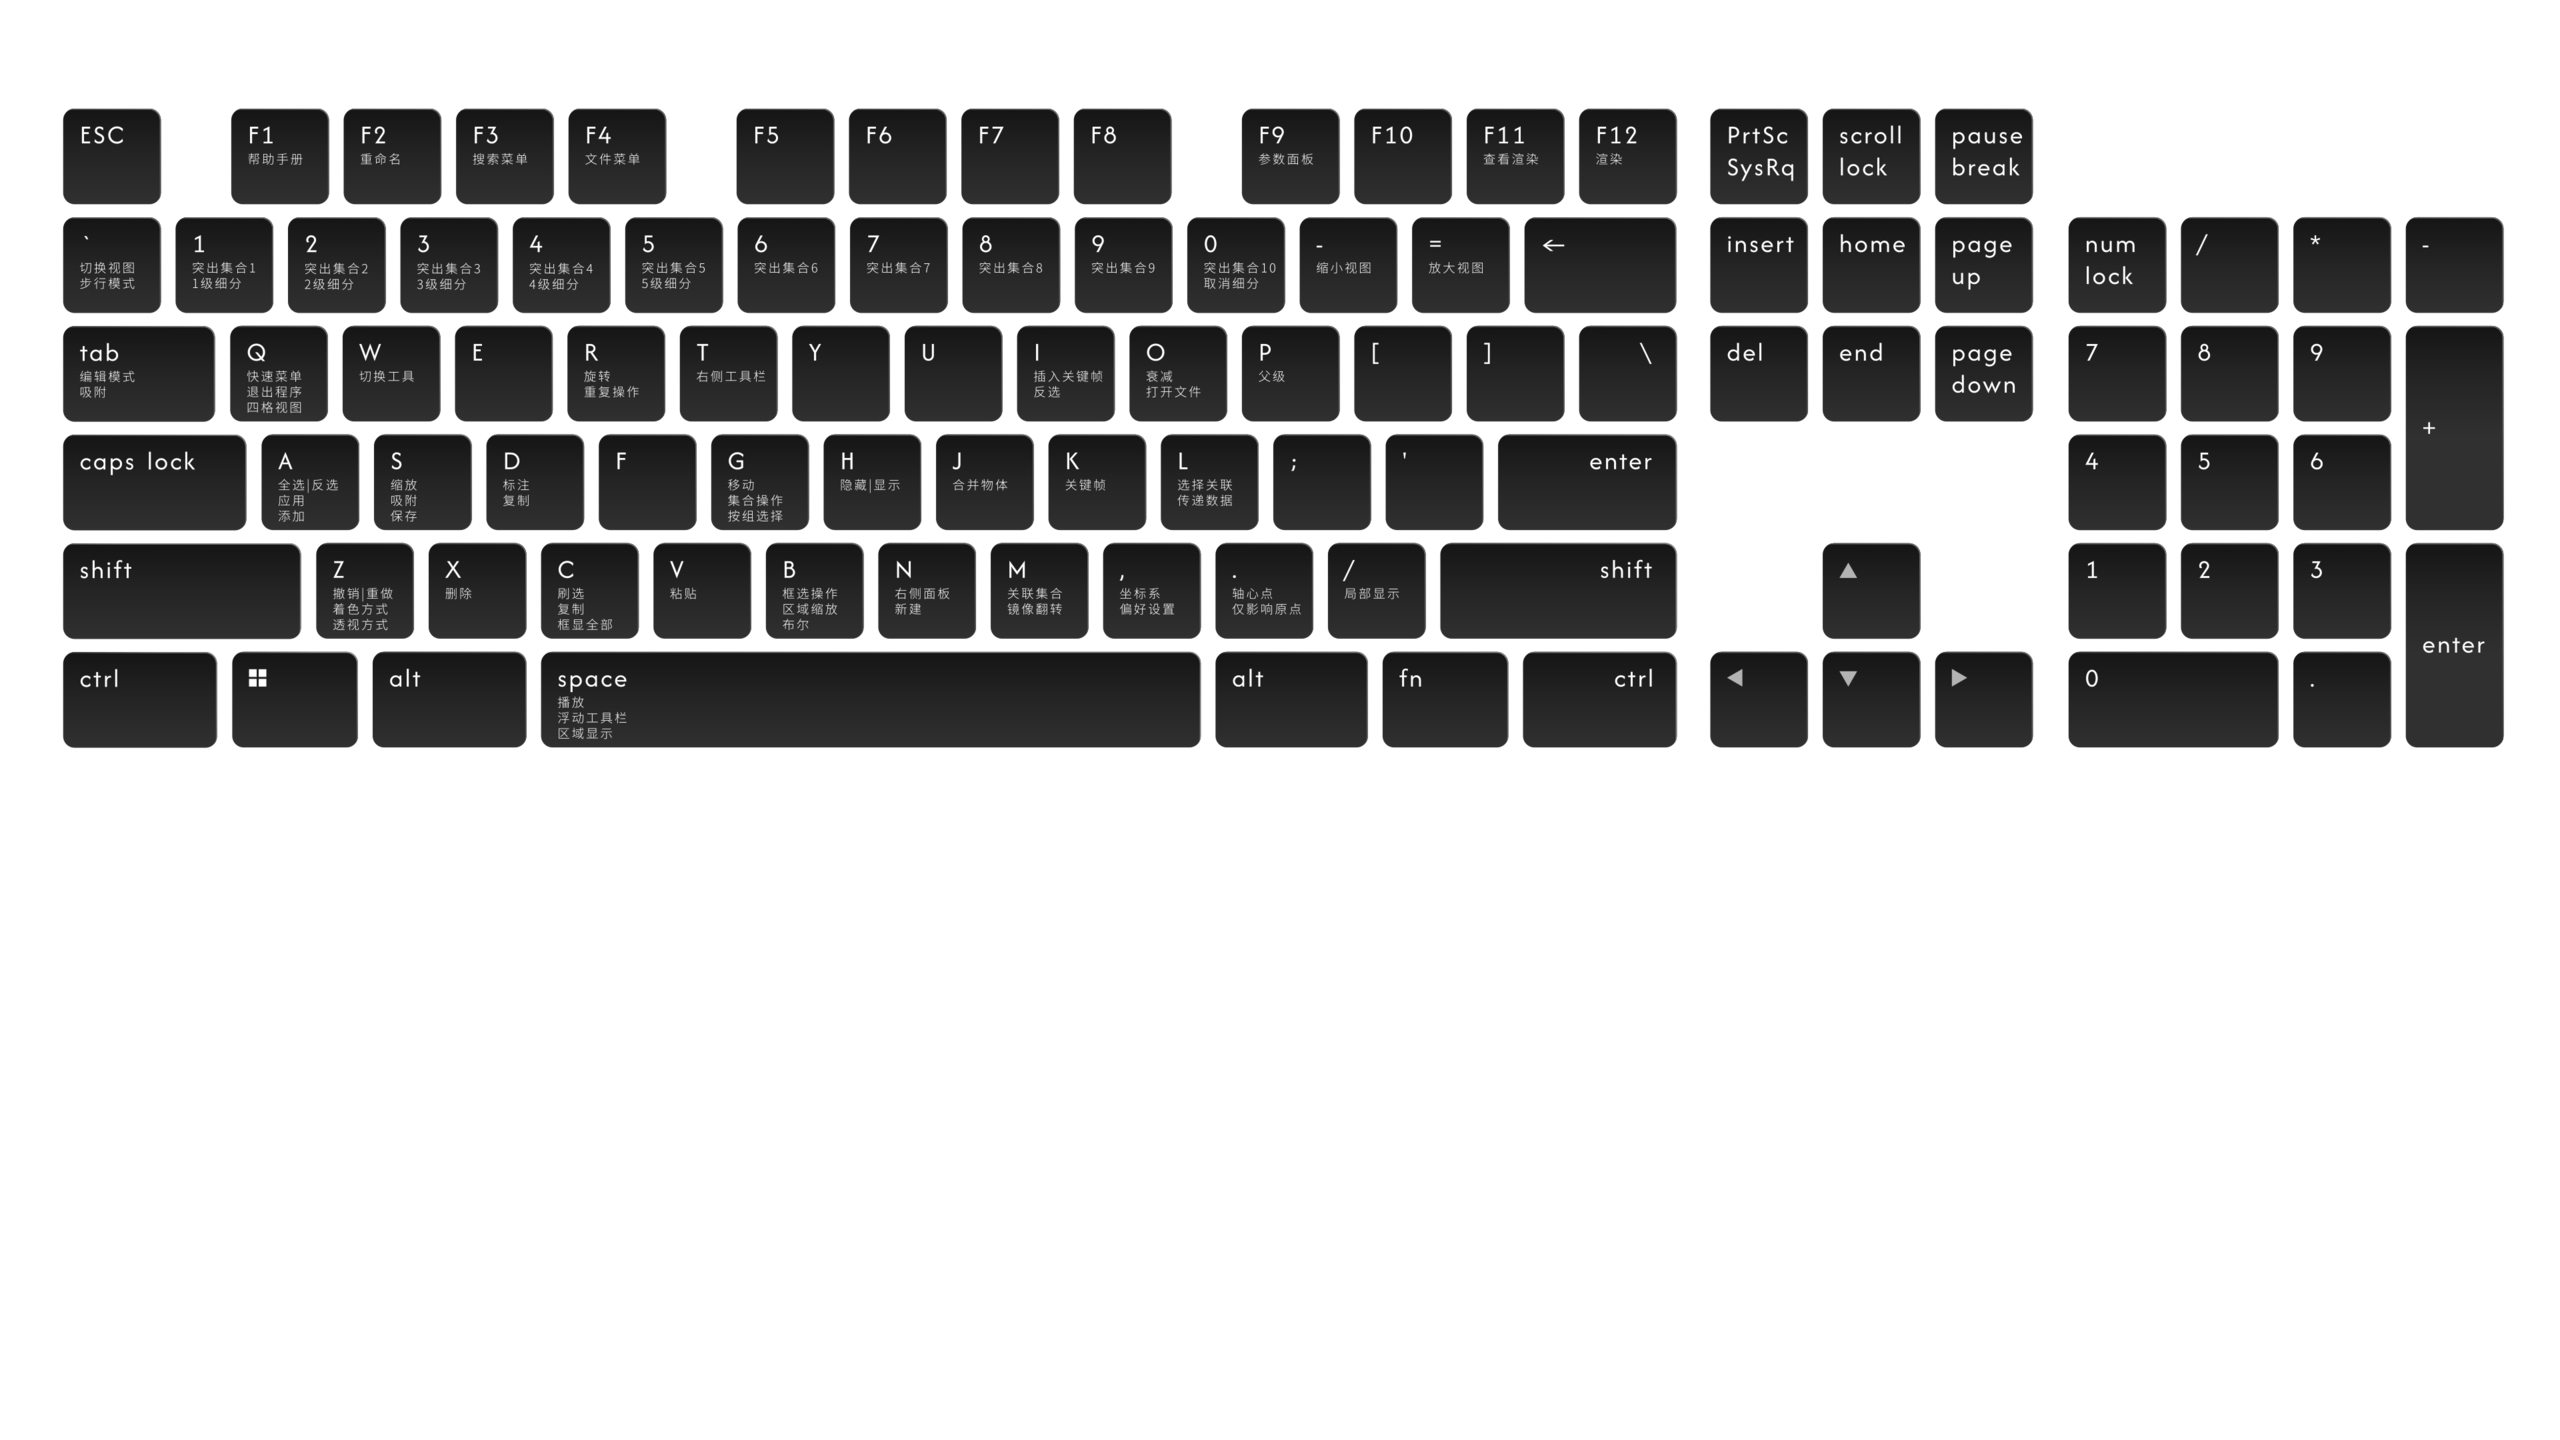 ESC
F1
帮助手册
F2
重命名
F3
搜索菜单
F4
文件菜单
F5
F6
F7
F8
F9
参数面板
F10
F11
查看渲染
F12
渲染
PrtSc
SysRq
scroll
lock
pause
break
`
切换视图
步行模式
1
突出集合1
1级细分
2
突出集合2
2级细分
3
突出集合3
3级细分
4
突出集合4
4级细分
5
突出集合5
5级细分
6
突出集合6
7
突出集合7
8
突出集合8
9
突出集合9
0
突出集合10
取消细分
-
缩小视图
=
放大视图
←
insert
home
page
up
num
lock
/
*
-
tab
编辑模式
吸附
Q
快速菜单
退出程序
四格视图
W
切换工具
E
R
旋转
重复操作
T
右侧工具栏
Y
U
I
插入关键帧
反选
O
衰减
打开文件
P
父级
[
]
\
del
end
page
down
7
8
9
+
caps lock
A
全选|反选
应用
添加
S
缩放
吸附
保存
D
标注
复制
F
G
移动
集合操作
按组选择
H
隐藏|显示
J
合并物体
K
关键帧
L
选择关联
传递数据
;
'
enter
4
5
6
shift
Z
撤销|重做
着色方式
透视方式
X
删除
C
刷选
复制
框显全部
V
粘贴
B
框选操作
区域缩放
布尔
N
右侧面板
新建
M
关联集合
镜像翻转
,
坐标系
偏好设置
.
轴心点
仅影响原点
/
局部显示
shift
▲
1
2
3
enter
ctrl
alt
space
播放
浮动工具栏
区域显示
alt
fn
ctrl
◀
▼
▶
0
.